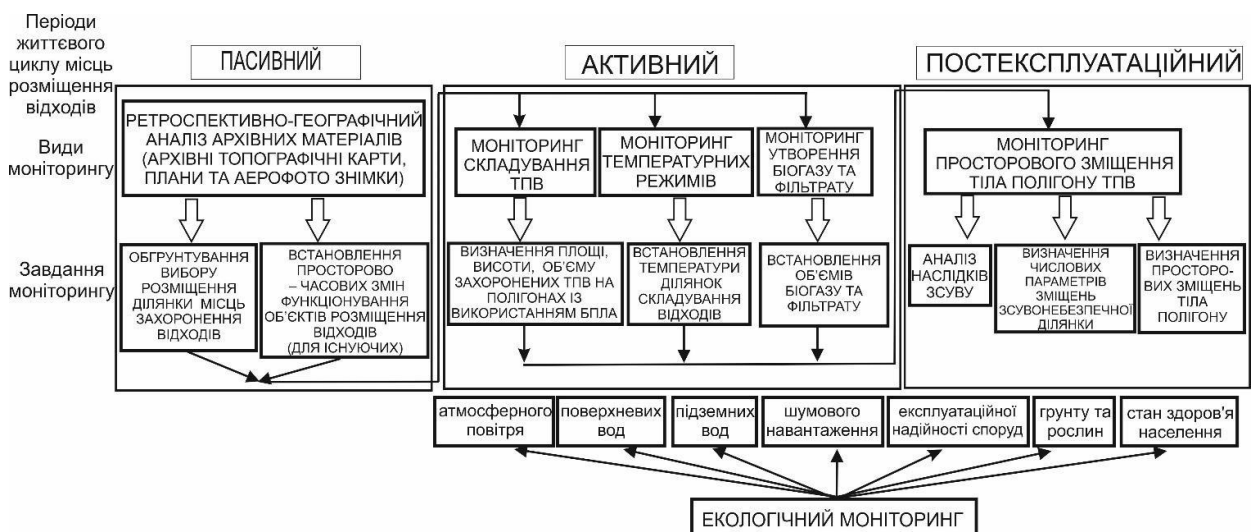 Періоди
життєвого
циклу місць
розміщення
відходів
ПАСИВНИЙ
АКТИВНИЙ
ПОСТЕКСПЛУАТАЦІЙНИЙ
Види
моніторингу
РЕТРОСПЕКТИВНО-ГЕОГРАФІЧНИЙ
АНАЛІЗ АРХІВНИХ МАТЕРІАЛІВ
(АРХІВНІ ТОПОГРАФІЧНІ КАРТИ,
ПЛАНИ ТА АЕРОФОТО ЗНІМКИ)
МОНІТОРИНГ
СКЛАДУВАННЯ
ТПВ
МОНІТОРИНГ
ТЕМПЕРАТУРНИХ
РЕЖИМІВ
МОНІТОРИНГ
УТВОРЕННЯ
БІОГАЗУ ТА
ФІЛЬТРАТУ
МОНІТОРИНГ
ПРОСТОРОВОГО ЗМІЩЕННЯ
ТІЛА ПОЛІГОНУ ТПВ
Завдання
моніторингу
ОБГРУНТУВАННЯ
ВИБОРУ
РОЗМІЩЕННЯ
ДІЛЯНКИ МІСЦЬ
ЗАХОРОНЕННЯ
ВІДХОДІВ
ВСТАНОВЛЕННЯ
ПРОСТОРОВО
– ЧАСОВИХ ЗМІН
ФУНКЦІОНУВАННЯ
ОБ'ЄКТІВ РОЗМІЩЕННЯ
ВІДХОДІВ
(ДЛЯ ІСНУЮЧИХ)
ВИЗНАЧЕННЯ ПЛОЩІ,
ВИСОТИ, ОБ'ЄМУ
ЗАХОРОНЕНИХ ТПВ НА
ПОЛІГОНАХ ІЗ
ВИКОРИСТАННЯМ БПЛА
ВСТАНОВЛЕННЯ
ТЕМПЕРАТУРИ
ДІЛЯНОК
СКЛАДУВАННЯ
ВІДХОДІВ
ВСТАНОВЛЕННЯ
ОБ'ЄМІВ
БІОГАЗУ ТА
ФІЛЬТРАТУ
АНАЛІЗ
НАСЛІДКІВ
ЗСУВУ
ВИЗНАЧЕННЯ
ЧИСЛОВИХ
ПАРАМЕТРІВ
ЗМІЩЕНЬ
ЗСУВОНЕБЕЗПЕЧНОЇ
ДІЛЯНКИ
ВИЗНАЧЕННЯ
ПРОСТОРО-
ВИХ ЗМІЩЕНЬ
ТІЛА
ПОЛІГОНУ
атмосферного
повітря
поверхневих
вод
підземних
вод
шумового
навантаження
експлуатаційної
надійності споруд
грунту та
рослин
стан здоров'я
населення
ЕКОЛОГІЧНИЙ МОНІТОРИНГ